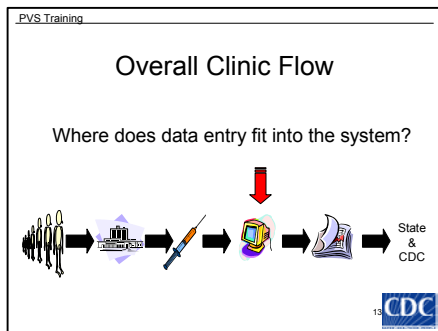 PVS Training
Overall Clinic Flow
Where does data entry fit into the system?
State
&
CDC
13
CDC